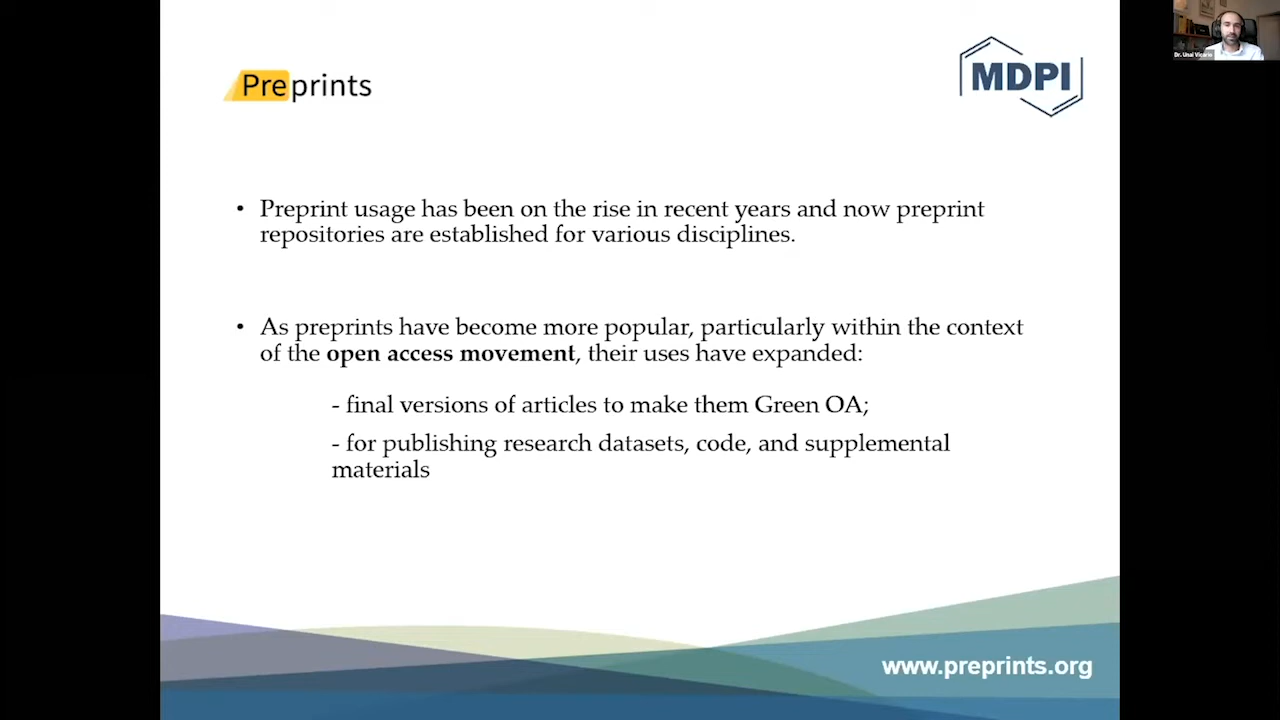 Preprints
MDPI
Dr. Unai Vicario
• Preprint usage has been on the rise in recent years and now preprint
repositories are established for various disciplines.
• As preprints have become more popular, particularly within the context
of the open access movement, their uses have expanded:
- final versions of articles to make them Green OA;
- for publishing research datasets, code, and supplemental
materials
www.preprints.org